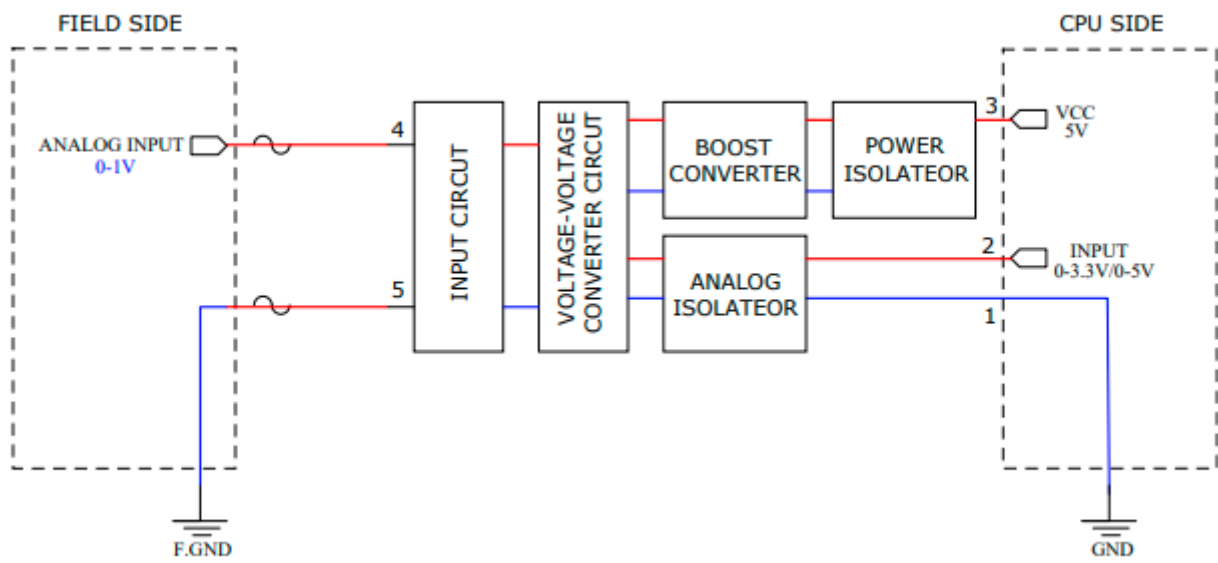 FIELD SIDE
CPU SIDE
ANALOG INPUT
0-1V
4
5
INPUT CIRCUT
VOLTAGE-VOLTAGE
CONVERTER CIRCUT
BOOST
CONVERTER
POWER
ISOLATEOR
ANALOG
ISOLATEOR
3
VCC
5V
2
INPUT
0-3.3V/0-5V
1
F.GND
GND